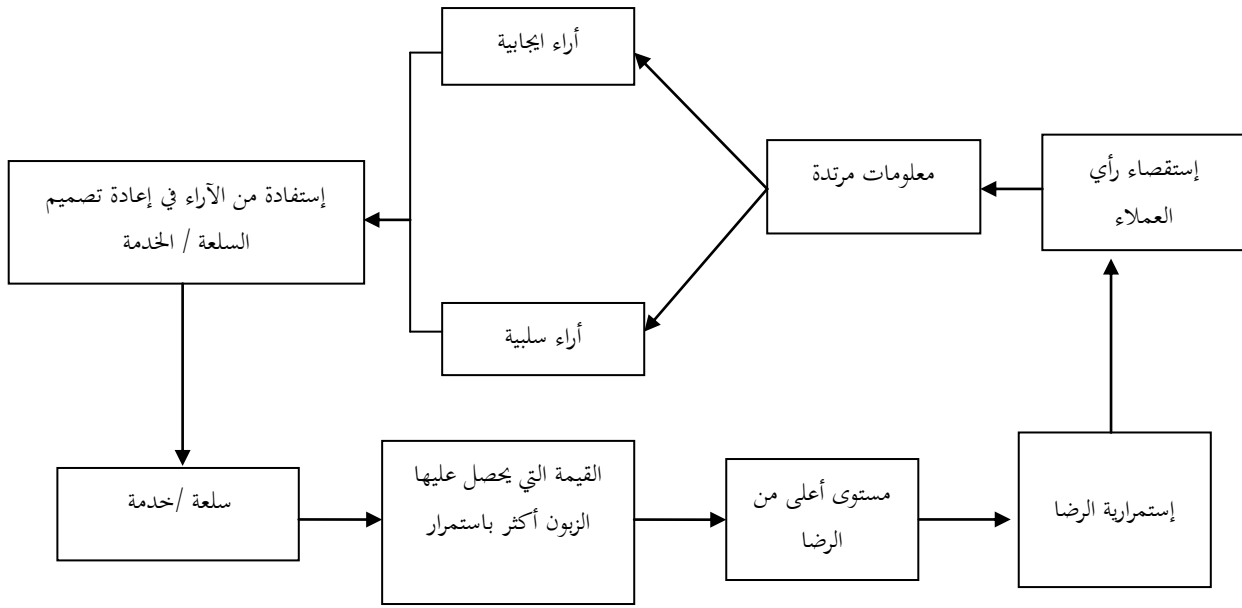 أراء ايجابية
إستقصاء رأي
العملاء
معلومات مرتدة
إستفادة من الآراء في إعادة تصميم
السلعة / الخدمة
أراء سلبية
سلعة /خدمة
القيمة التي يحصل عليها
الزبون أكثر باستمرار
مستوى أعلى من
الرضا
إستمرارية الرضا